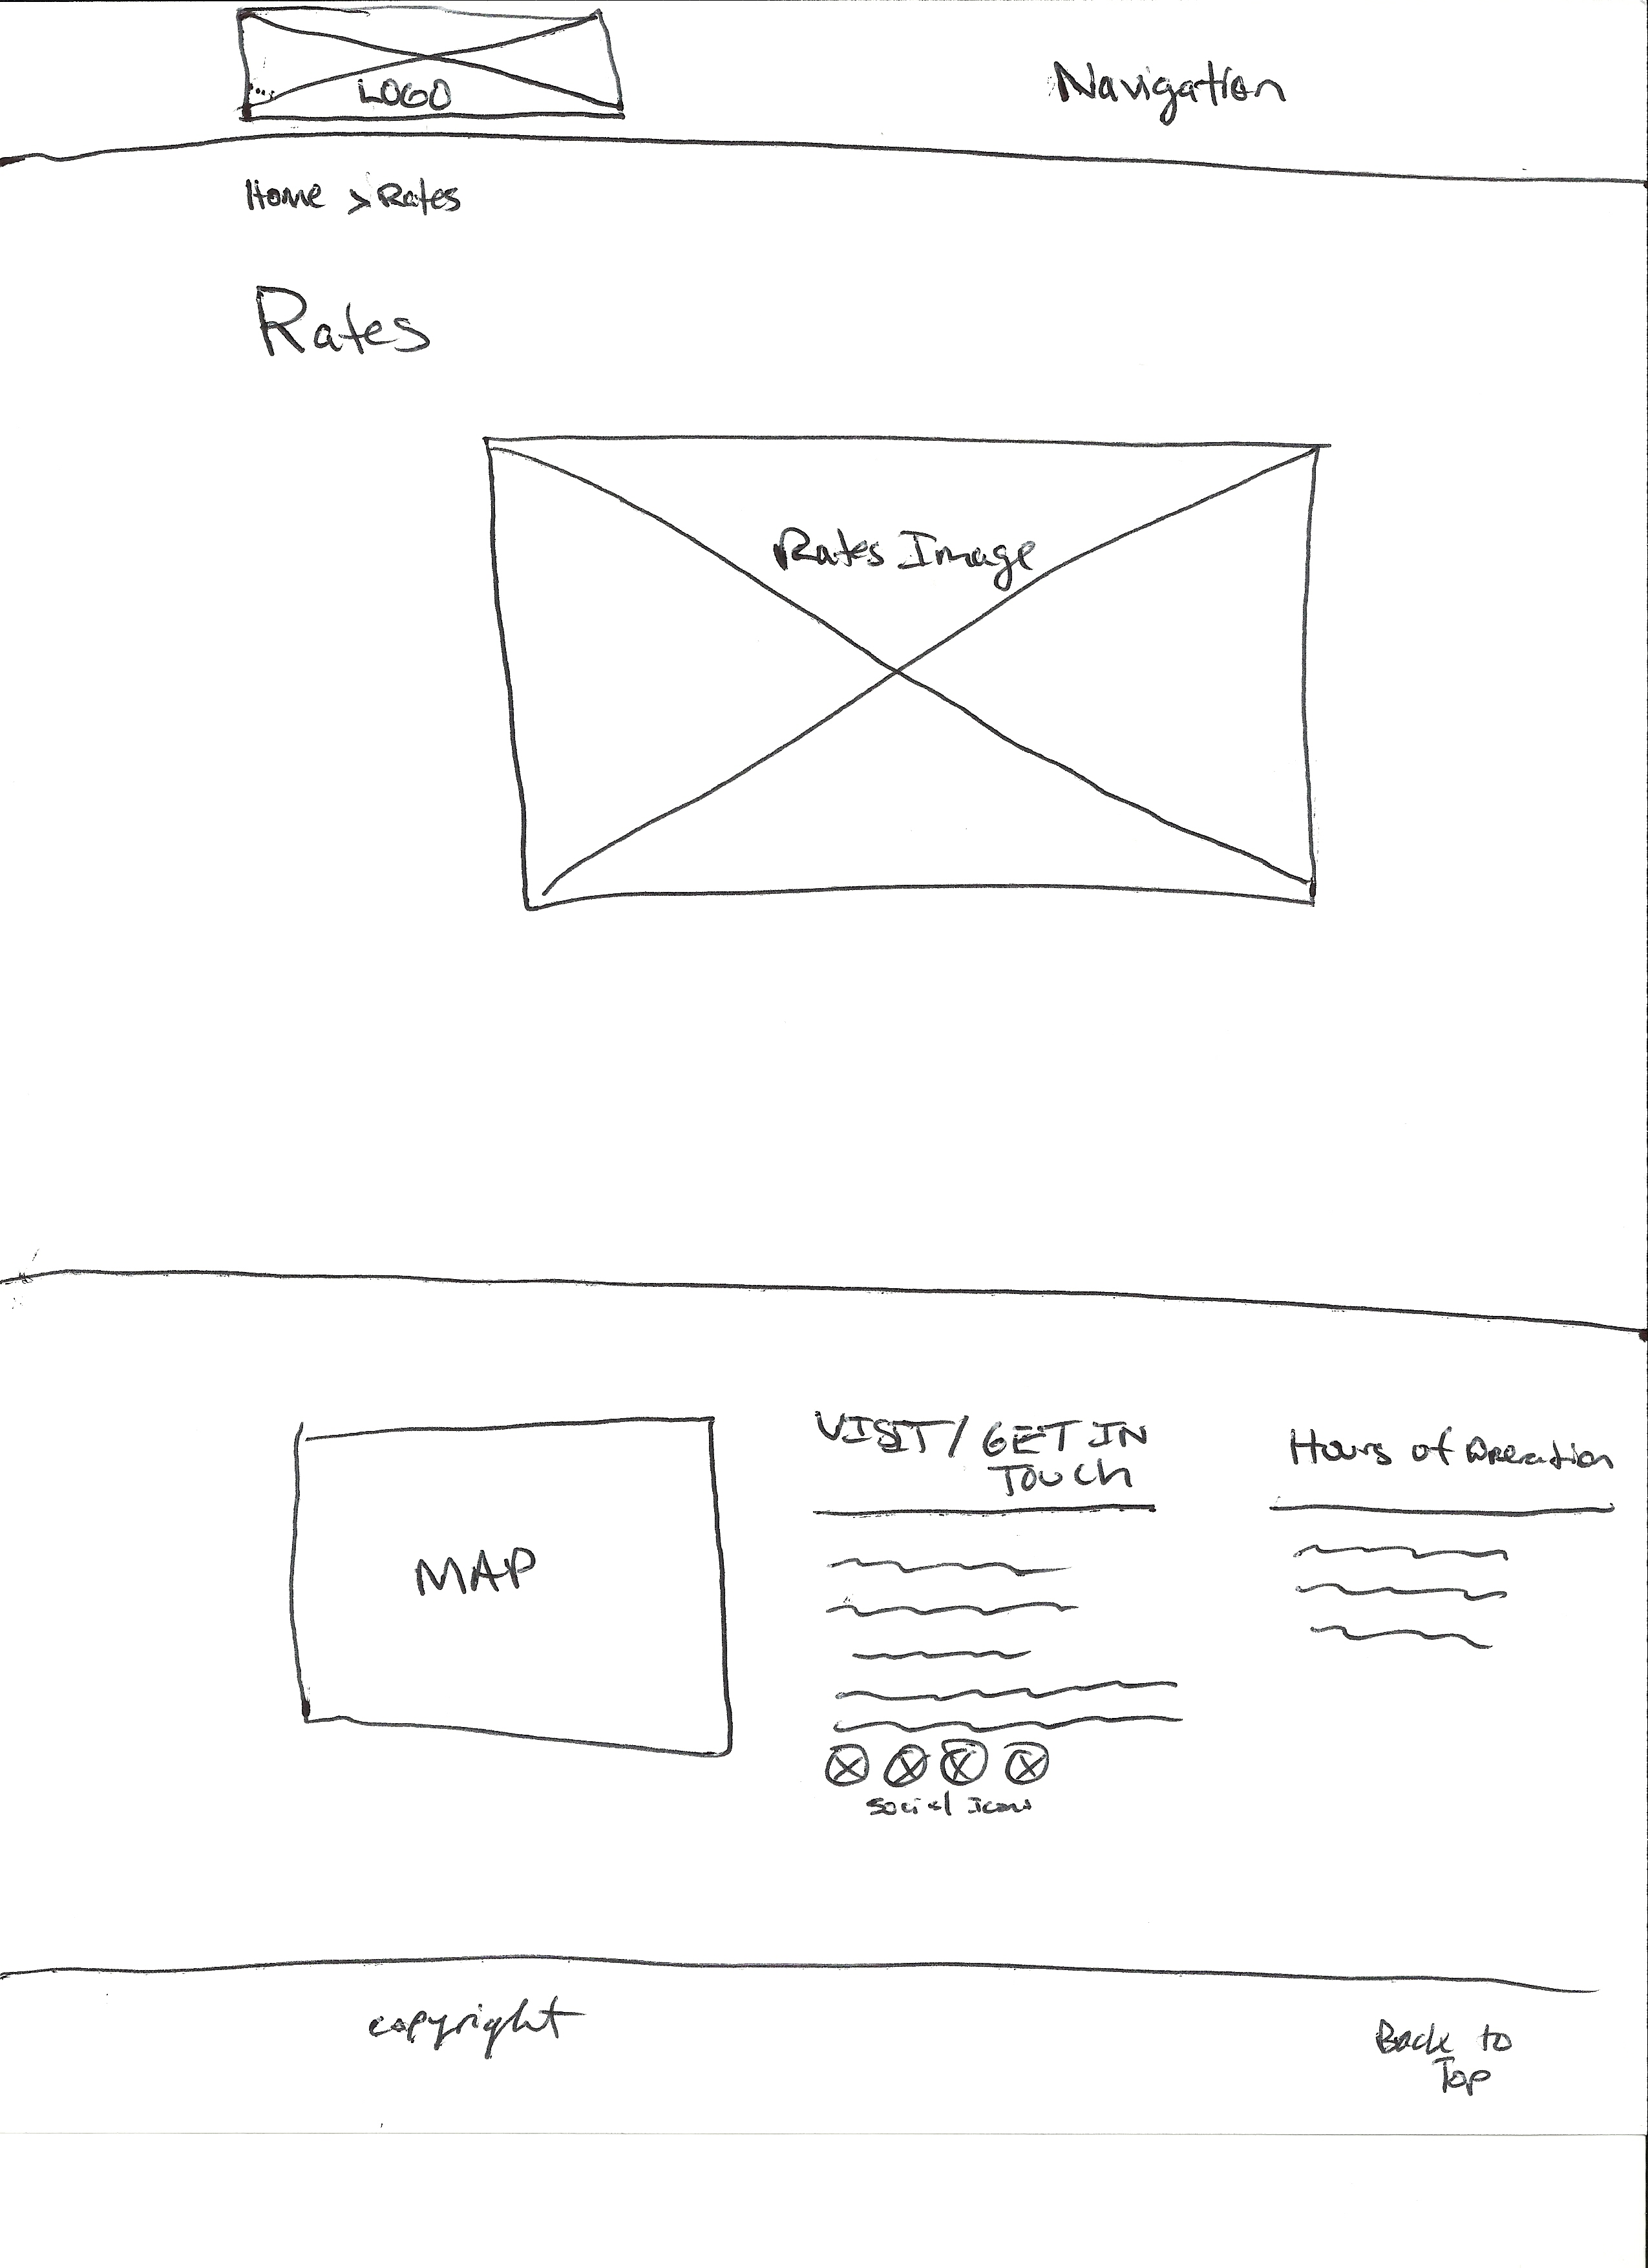 LOGO
Navigation
Home > Rates
Rates
Rates Image
MAP
VISIT / GET IN
TOUCH
Hours of Operation
Social Icons
copyright
Back to
Top